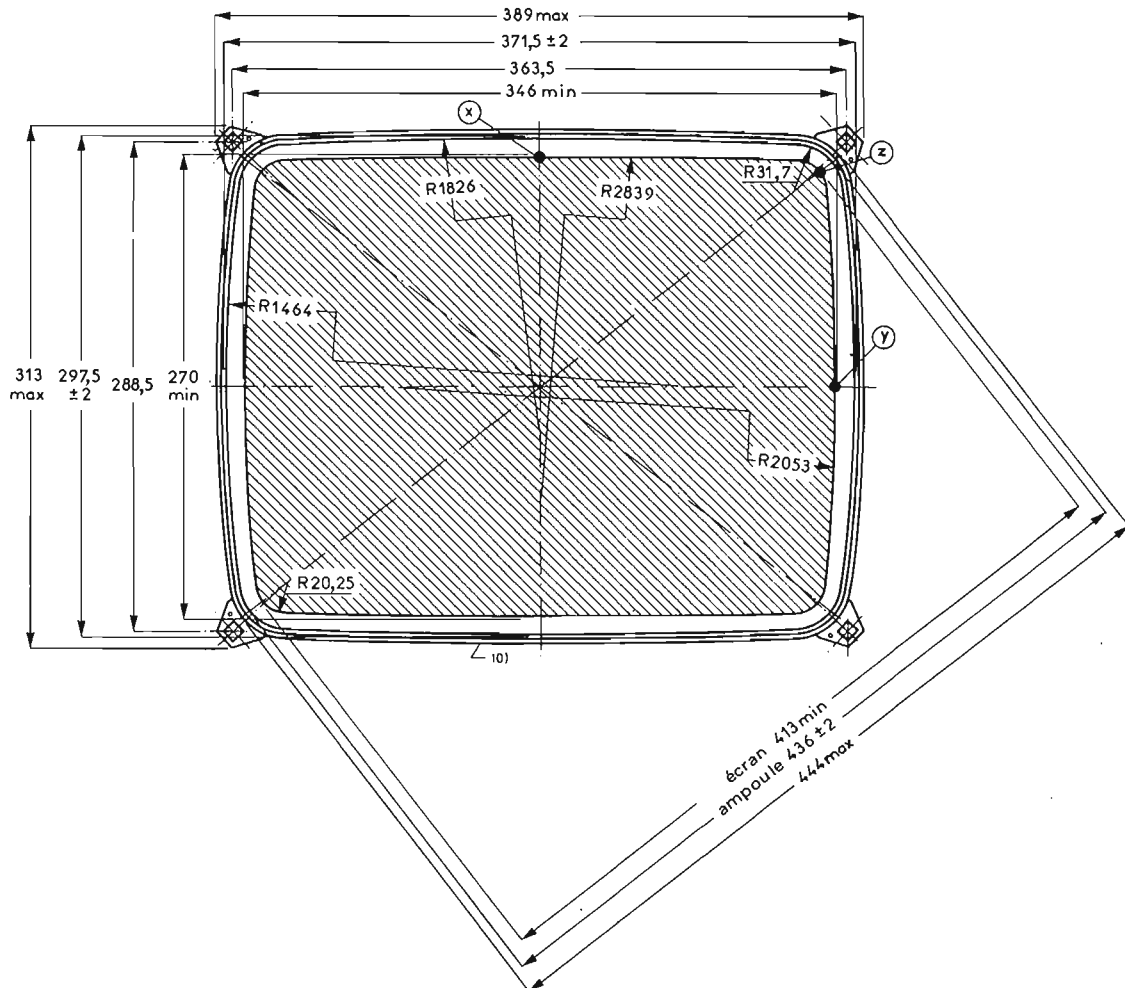 389 max
371,5 ±2
363,5
346 min
x
z
R1826
R2839
R31,7
R1464
y
313
max
297,5
±2
288,5
270
min
R2053
R20,25
10)
écran 413 min
ampoule 436 ±2
444 max